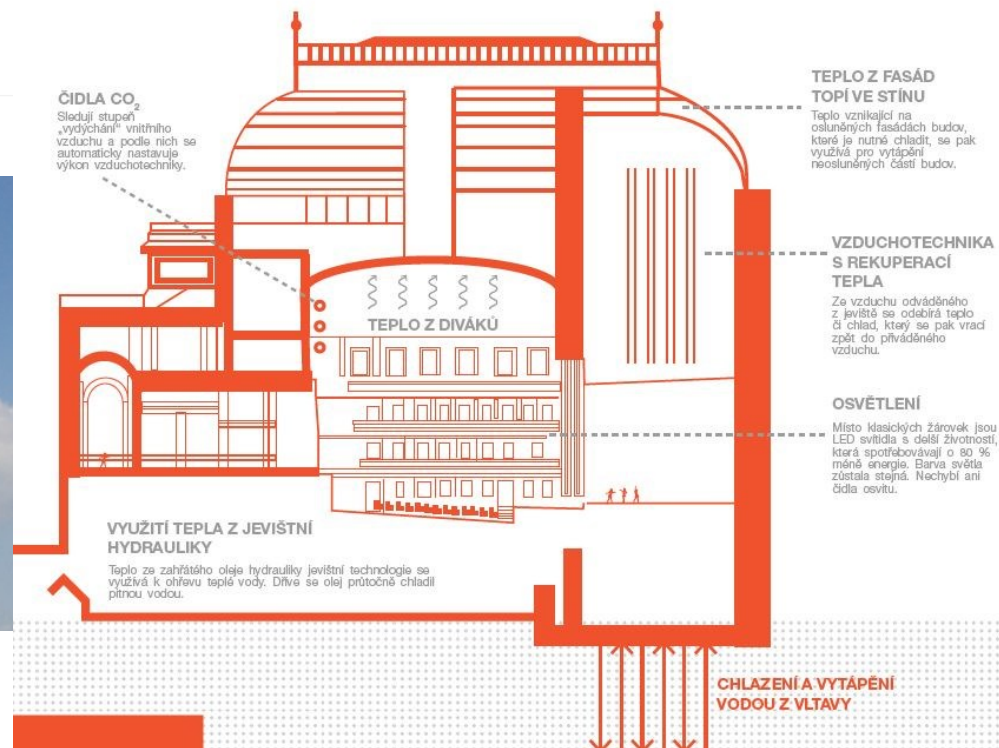 ČIDLA CO₂
Sledují stupeň
„vydýchání“ vnitřního
vzduchu a podle nich se
automaticky nastavuje
výkon vzduchotechniky.
TEPLO Z FASÁD
TOPÍ VE STÍNU
Teplo vznikající na
osluněných fasádách budov,
které je nutné chladit, se pak
využívá pro vytápění
neosluněných částí budov.
VZDUCHOTECHNIKA
S REKUPERACÍ
TEPLA
Ze vzduchu odváděného
z jeviště se odebírá teplo
či chlad, který se pak vrací
zpět do přiváděného
vzduchu.
TEPLO Z DIVÁKŮ
OSVĚTLENÍ
Místo klasických žárovek jsou
LED svítidla s delší životností,
která spotřebovávají o 80 %
méně energie. Barva světla
zůstala stejná. Nechybí ani
čidla osvitu.
VYUŽITÍ TEPLA Z JEVIŠTNÍ
HYDRAULIKY
Teplo ze zahřátého oleje hydrauliky jevištní technologie se
využívá k ohřevu teplé vody. Dříve se olej průtočně chladil
pitnou vodou.
CHLAZENÍ A VYTÁPĚNÍ
VODOU Z VLTAVY